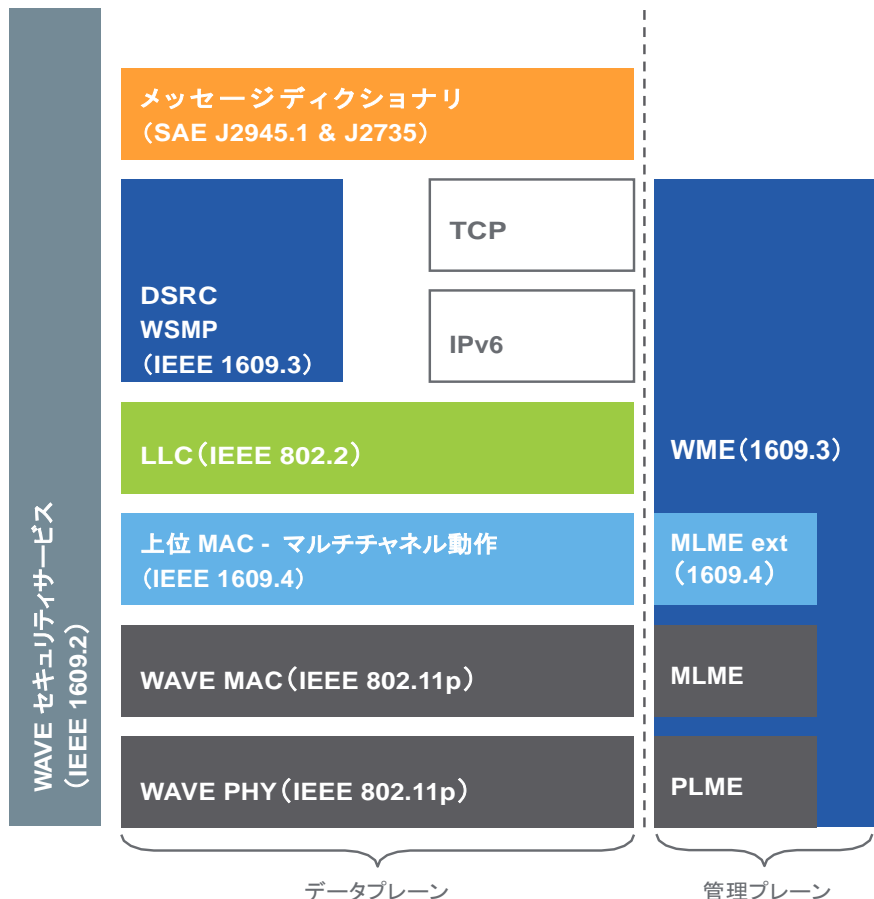 メッセージディクショナリ
（SAE J2945.1 & J2735）
DSRC
WSMP
（IEEE 1609.3）
TCP
IPv6
LLC（IEEE 802.2）
上位 MAC - マルチチャネル動作
（IEEE 1609.4）
WAVE MAC（IEEE 802.11p）
WAVE PHY（IEEE 802.11p）
WME（1609.3）
MLME ext
（1609.4）
MLME
PLME
WAVE セキュリティサービス
（IEEE 1609.2）
データプレーン
管理プレーン